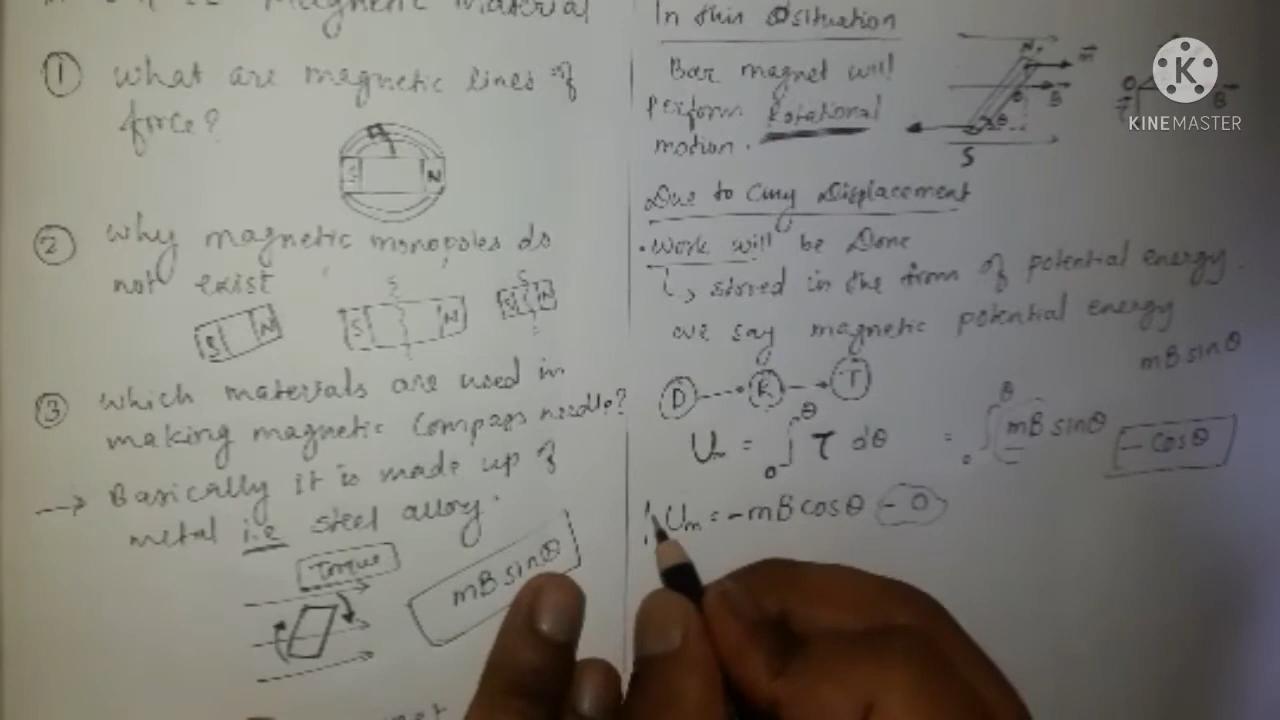 Magnetic Material
① What are magnetic lines of
force?
S N
② Why magnetic monopoles do
not exist
S N
S S N
S S N
③ which materials are used in
making magnetic Compass needle?
→ Basically it is made up of
metal i.e steel alloy.
Torque
mB sinθ
In this situation
Bar magnet will
perform Rotational
motion.
N
B
θ
S
O
B
Due to any Displacement
• Work will be Done
↳ stored in the from of potential energy.
we say magnetic potential energy
mB sinθ
D → R → T
U = ∫ τ dθ = ∫ mB sinθ
θ
0
θ
0
- cosθ
Um = -mB cosθ - 0
K
KINEMASTER